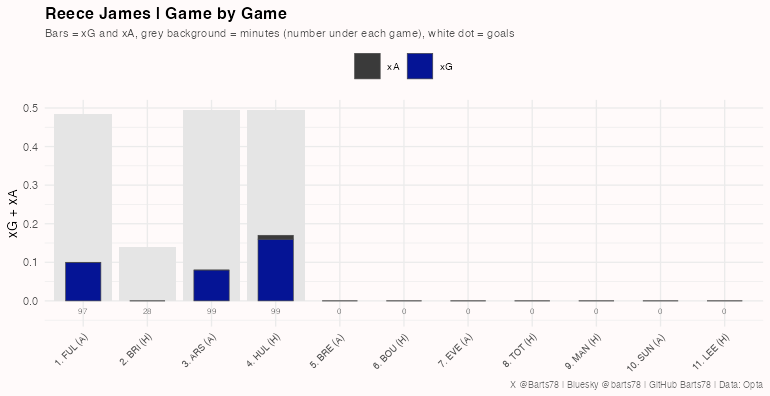 Reece James | Game by Game
Bars = xG and xA, grey background = minutes (number under each game), white dot = goals
xA xG
xG + xA
0.5
0.4
0.3
0.2
0.1
0.0
97 28 99 99 0 0 0 0 0 0 0
1. FUL (A) 2. BRI (H) 3. ARS (A) 4. HUL (H) 5. BRE (A) 6. BOU (H) 7. EVE (A) 8. TOT (H) 9. MAN (H) 10. SUN (A) 11. LEE (H)
X @Barts78 | Bluesky @barts78 | GitHub Barts78 | Data: Opta